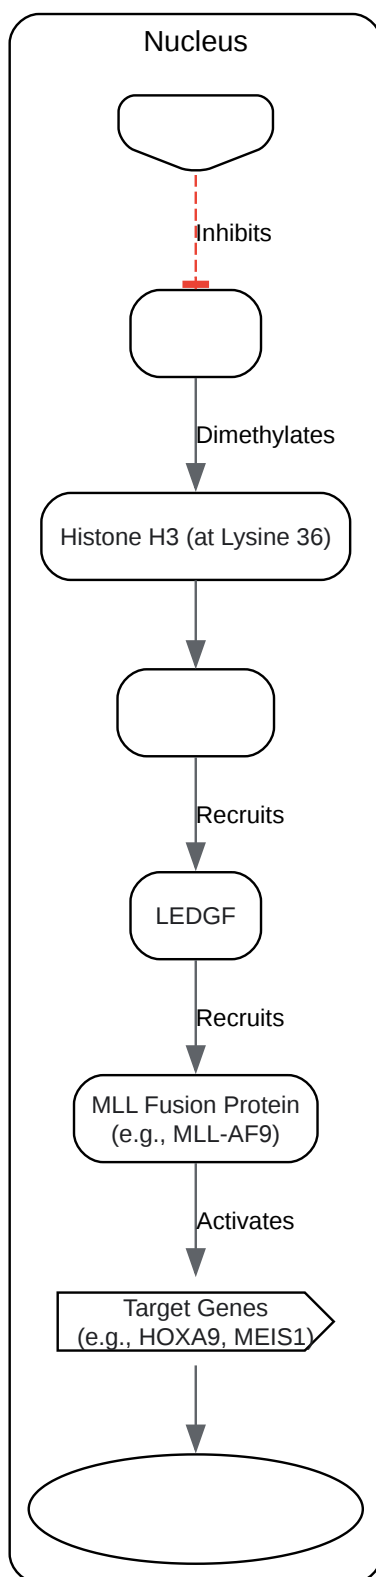 Nucleus
Inhibits
Dimethylates
Histone H3 (at Lysine 36)
Recruits
LEDGF
Recruits
MLL Fusion Protein
(e.g., MLL-AF9)
Activates
Target Genes
(e.g., HOXA9, MEIS1)